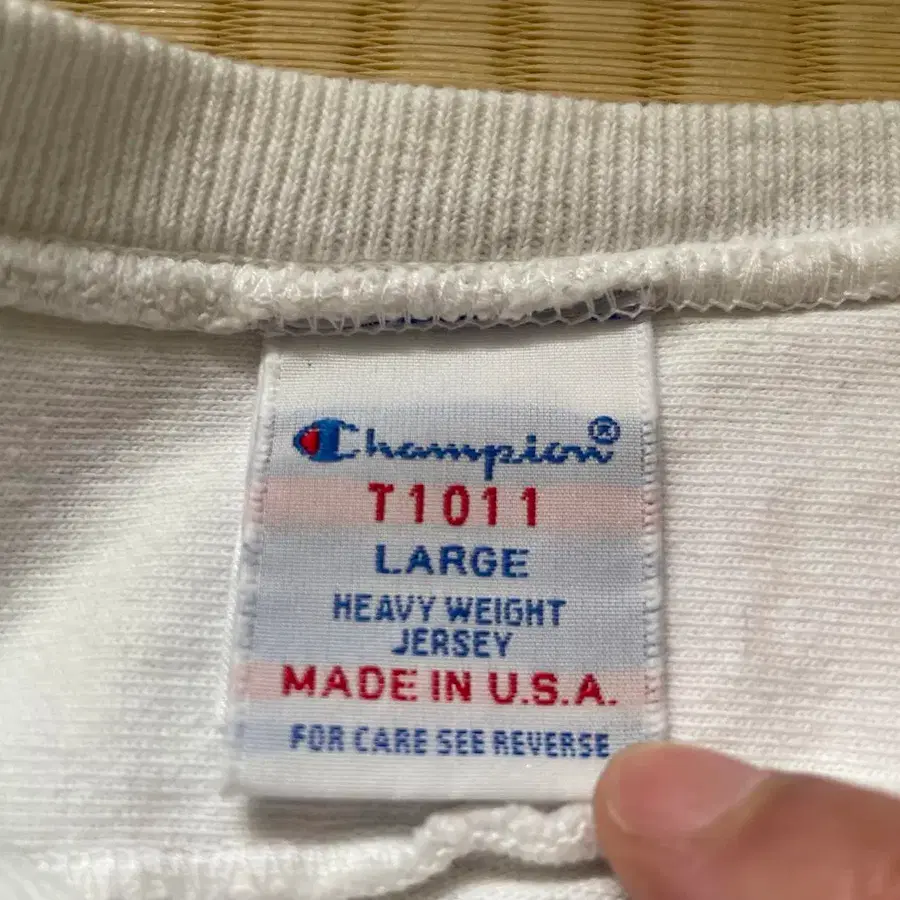 Champion®
T1011
LARGE
HEAVY WEIGHT
JERSEY
MADE IN U.S.A.
FOR CARE SEE REVERSE